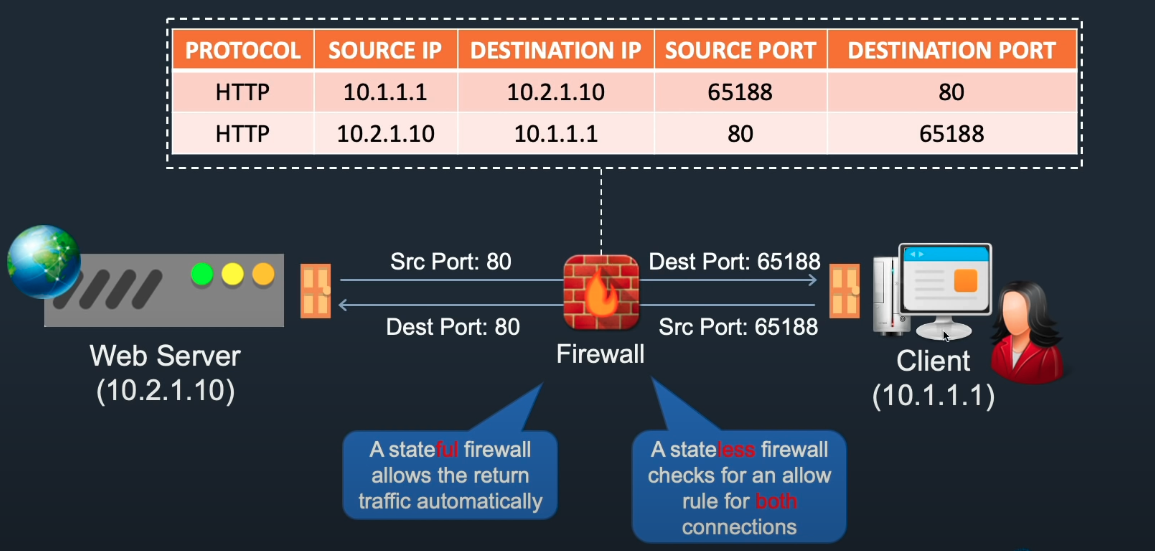 PROTOCOL SOURCE IP DESTINATION IP SOURCE PORT DESTINATION PORT
HTTP 10.1.1.1 10.2.1.10 65188 80
HTTP 10.2.1.10 10.1.1.1 80 65188
Src Port: 80
Dest Port: 65188
Dest Port: 80
Src Port: 65188
Firewall
Web Server
(10.2.1.10)
Client
(10.1.1.1)
A stateful firewall
allows the return
traffic automatically
A stateless firewall
checks for an allow
rule for both
connections